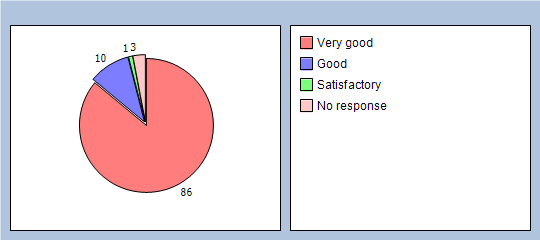 10
1
3
86
Very good
Good
Satisfactory
No response